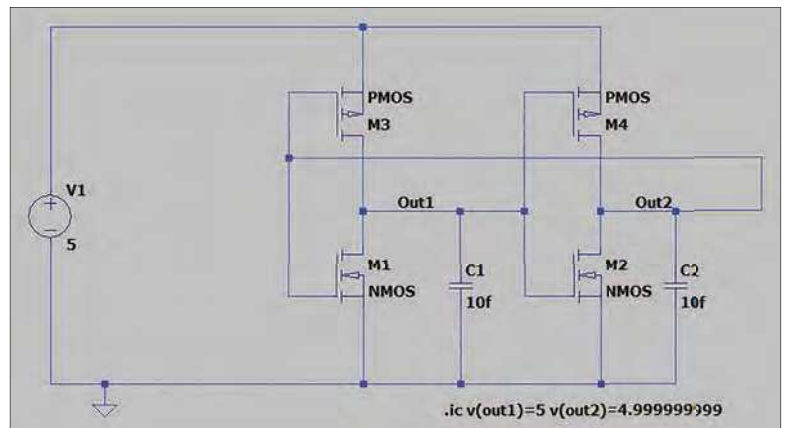 PMOS
M3
PMOS
M4
V1
5
Out1
Out2
M1
NMOS
C1
10f
M2
NMOS
C2
10f
.ic v(out1)=5 v(out2)=4.999999999